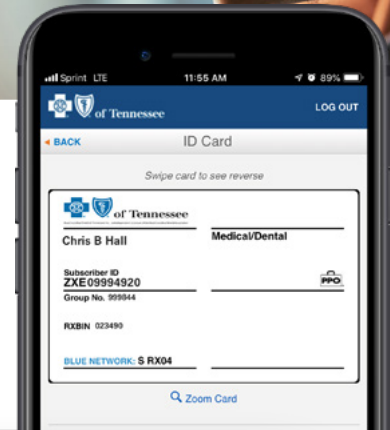 Sprint LTE 11:55 AM 89%
of Tennessee LOG OUT
BACK ID Card
Swipe card to see reverse
of Tennessee
Chris B Hall Medical/Dental
Subscriber ID
ZXE09994920 PPO
Group No. 999844
RXBIN 023490
BLUE NETWORK: S RX04
Zoom Card